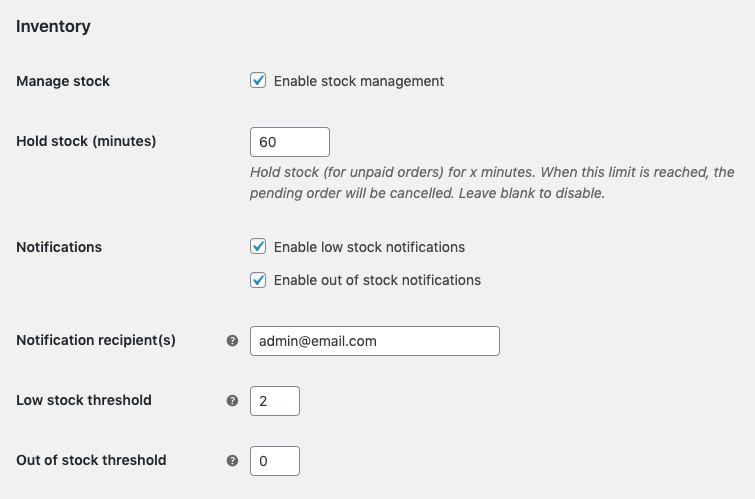 Inventory
Manage stock
Enable stock management
Hold stock (minutes)
60
Hold stock (for unpaid orders) for x minutes. When this limit is reached, the
pending order will be cancelled. Leave blank to disable.
Notifications
Enable low stock notifications
Enable out of stock notifications
Notification recipient(s)
?
admin@email.com
Low stock threshold
?
2
Out of stock threshold
?
0